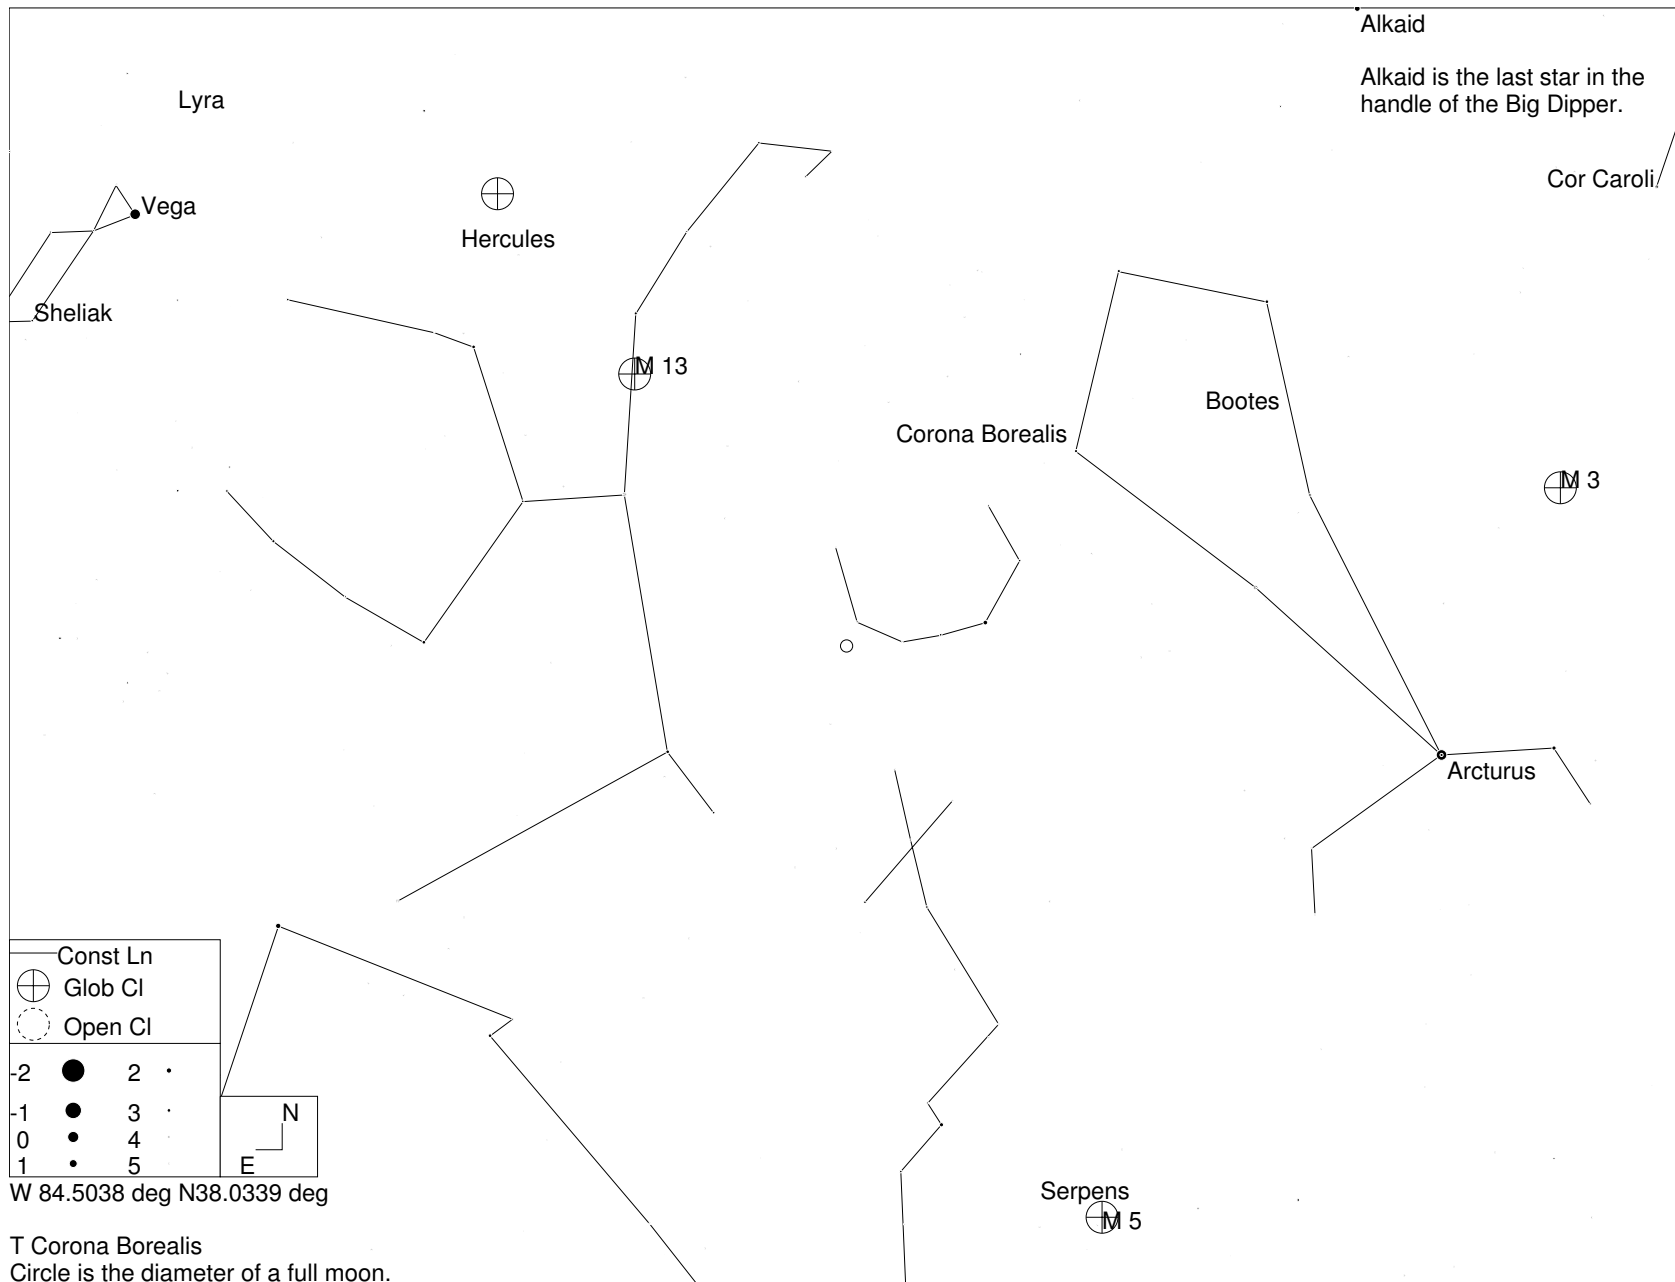 Alkaid
Alkaid is the last star in the
handle of the Big Dipper.
Lyra
Cor Caroli
Vega
Hercules
Sheliak
M 13
Bootes
Corona Borealis
M 3
Arcturus
Const Ln
Glob Cl
Open Cl
-2 2
-1 3
0 4
1 5
N
E
W 84.5038 deg N38.0339 deg
Serpens
M 5
T Corona Borealis
Circle is the diameter of a full moon.